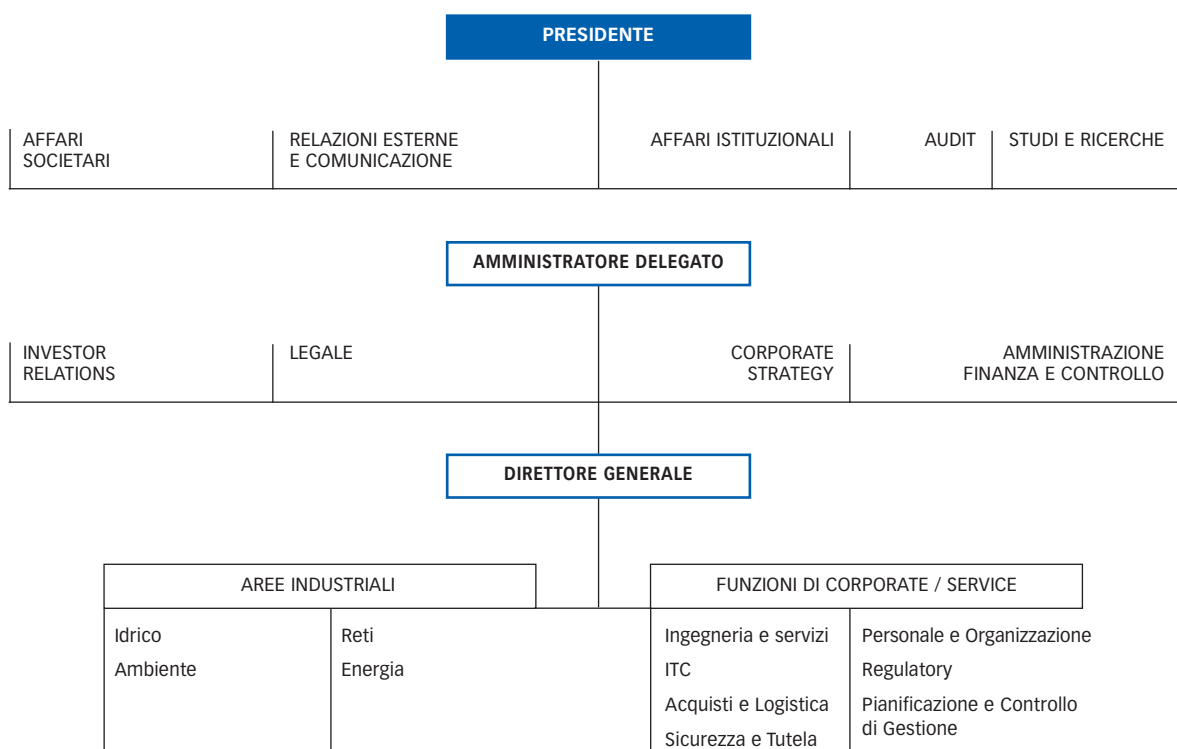 PRESIDENTE
AFFARI
SOCIETARI
RELAZIONI ESTERNE
E COMUNICAZIONE
AFFARI ISTITUZIONALI
AUDIT
STUDI E RICERCHE
AMMINISTRATORE DELEGATO
INVESTOR
RELATIONS
LEGALE
CORPORATE
STRATEGY
AMMINISTRAZIONE
FINANZA E CONTROLLO
DIRETTORE GENERALE
AREE INDUSTRIALI
Idrico
Ambiente
Reti
Energia
FUNZIONI DI CORPORATE / SERVICE
Ingegneria e servizi
ITC
Acquisti e Logistica
Sicurezza e Tutela
Personale e Organizzazione
Regulatory
Pianificazione e Controllo
di Gestione